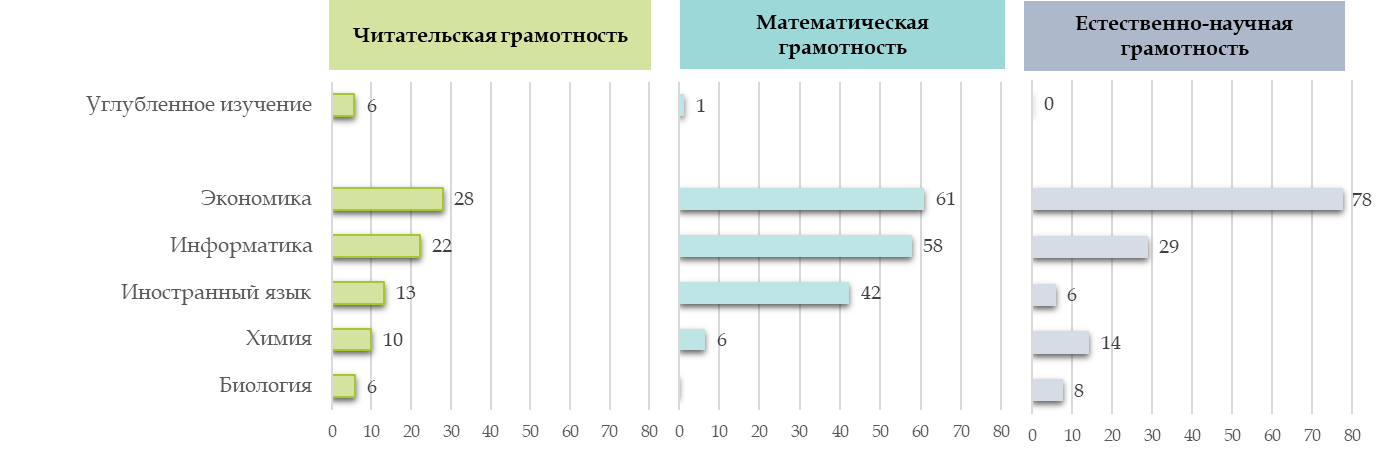 Читательская грамотность
Математическая
грамотность
Естественно-научная
грамотность
Углубленное изучение
6
1
0
Экономика
28
61
78
Информатика
22
58
29
Иностранный язык
13
42
6
Химия
10
6
14
Биология
6
8
0 10 20 30 40 50 60 70 80
0 10 20 30 40 50 60 70 80
0 10 20 30 40 50 60 70 80